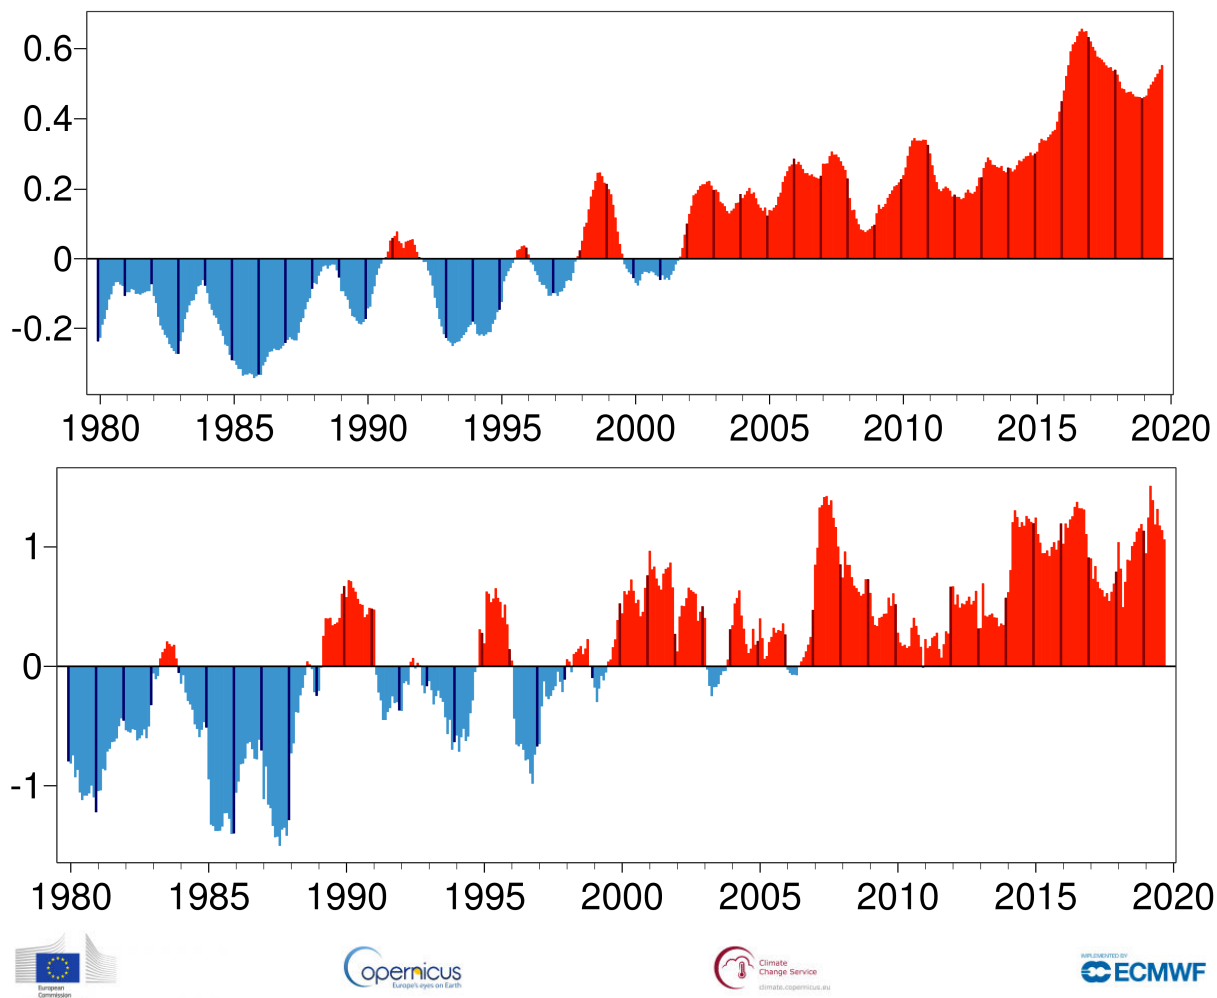 0.6
0.4
0.2
0
-0.2
1980 1985 1990 1995 2000 2005 2010 2015 2020
1
0
-1
1980 1985 1990 1995 2000 2005 2010 2015 2020
European
Commission
opernicus
Europe's eyes on Earth
Climate
Change Service
climate.copernicus.eu
IMPLEMENTED BY
ECMWF